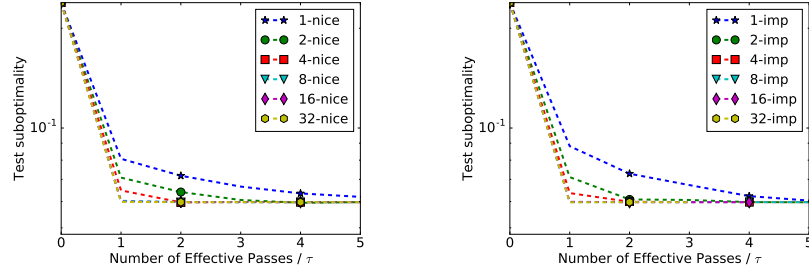 1-nice
2-nice
4-nice
8-nice
16-nice
32-nice
Test suboptimality
10⁻¹
0 1 2 3 4 5
Number of Effective Passes / τ
1-imp
2-imp
4-imp
8-imp
16-imp
32-imp
Test suboptimality
10⁻¹
0 1 2 3 4 5
Number of Effective Passes / τ